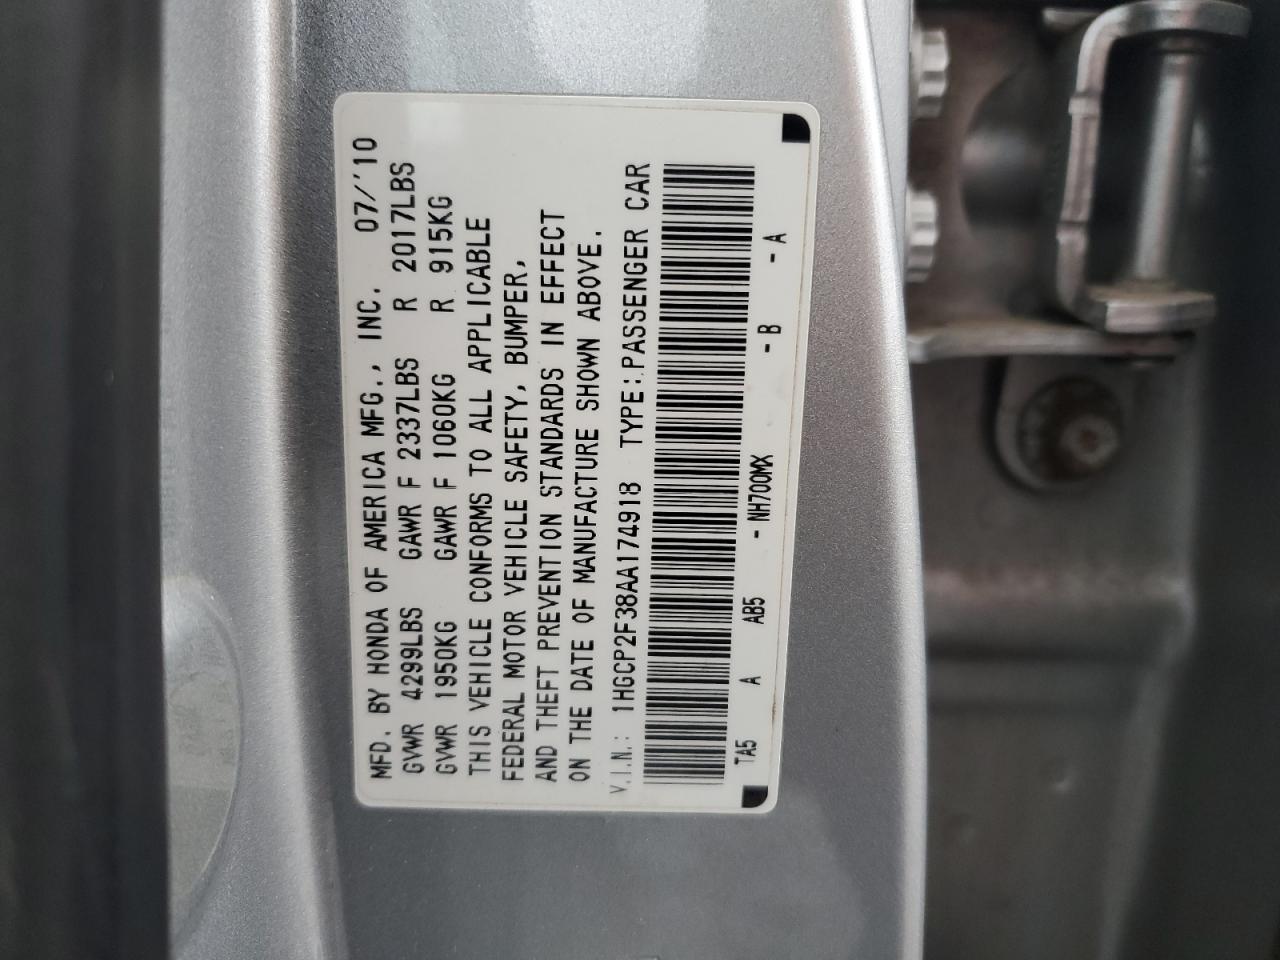 MFD. BY HONDA OF AMERICA MFG., INC. 07/'10
GVWR 4299LBS GAWR F 2337LBS R 2017LBS
GVWR 1950KG GAWR F 1060KG R 915KG
THIS VEHICLE CONFORMS TO ALL APPLICABLE
FEDERAL MOTOR VEHICLE SAFETY, BUMPER,
AND THEFT PREVENTION STANDARDS IN EFFECT
ON THE DATE OF MANUFACTURE SHOWN ABOVE.
V.I.N.: 1HGCP2F38AA174918 TYPE: PASSENGER CAR
TA5 A AB5 - NH700MX - B - A